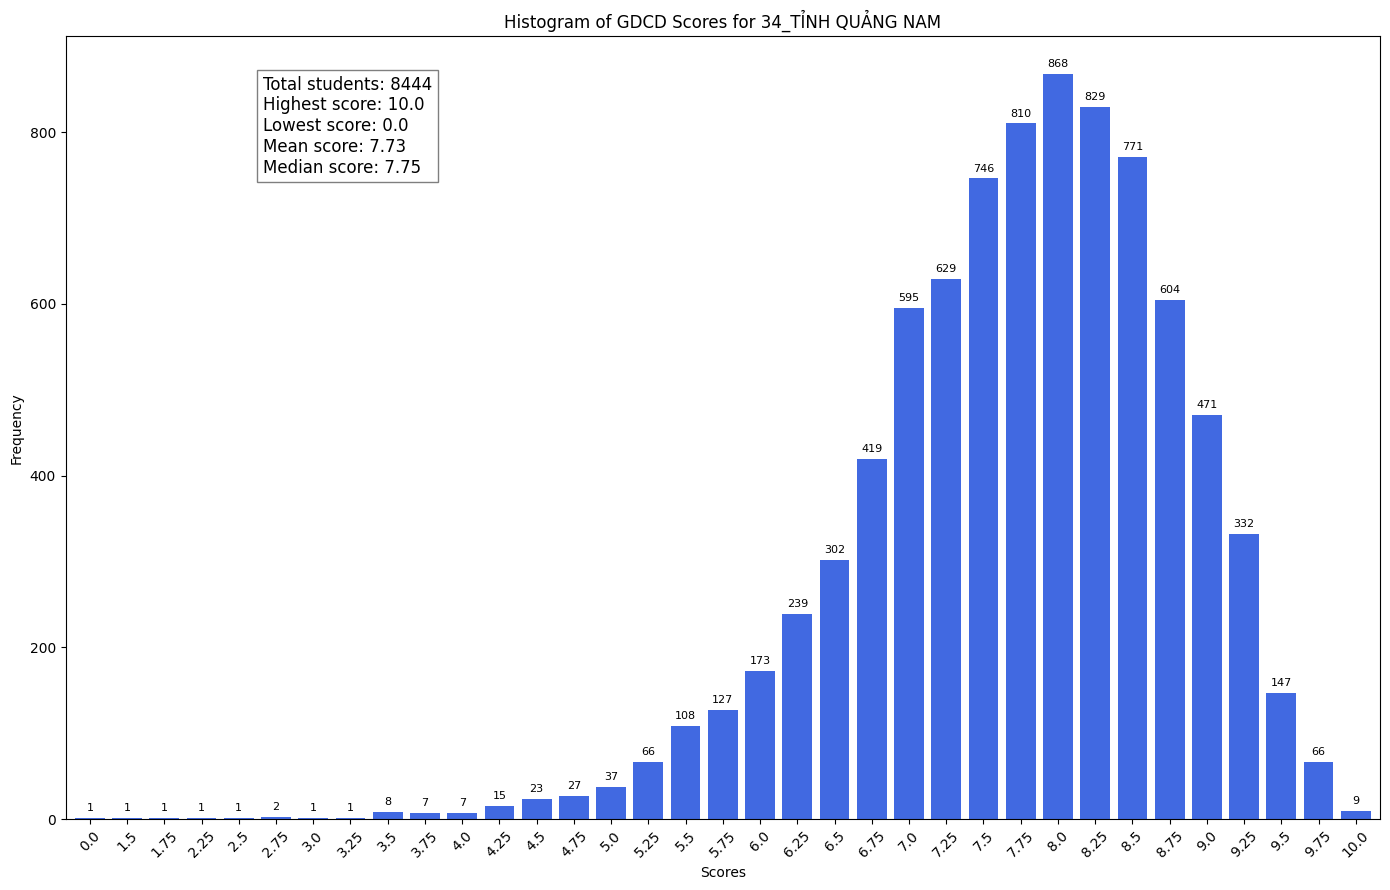 Histogram of GDCD Scores for 34_TỈNH QUẢNG NAM
Total students: 8444
Highest score: 10.0
Lowest score: 0.0
Mean score: 7.73
Median score: 7.75
Frequency
800
600
400
200
0
1 1 1 1 1 2 1 1 8 7 7 15 23 27 37 66 108 127 173 239 302 419 595 629 746 810 868 829 771 604 471 332 147 66 9
0.0 1.5 1.75 2.25 2.5 2.75 3.0 3.25 3.5 3.75 4.0 4.25 4.5 4.75 5.0 5.25 5.5 5.75 6.0 6.25 6.5 6.75 7.0 7.25 7.5 7.75 8.0 8.25 8.5 8.75 9.0 9.25 9.5 9.75 10.0
Scores